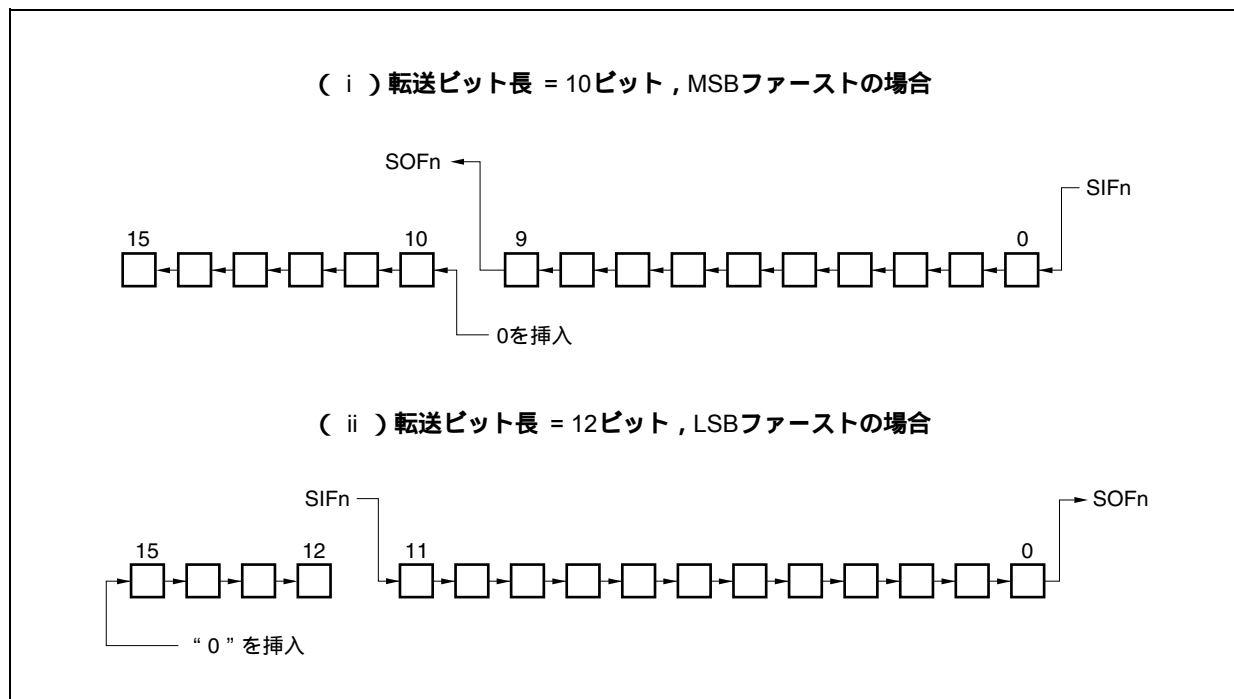 ( i )転送ビット長 = 10ビット , MSBファーストの場合
SOFn
SIFn
15 10 9 0
0を挿入
( ii )転送ビット長 = 12ビット , LSBファーストの場合
SIFn
SOFn
15 12 11 0
“ 0 ” を挿入